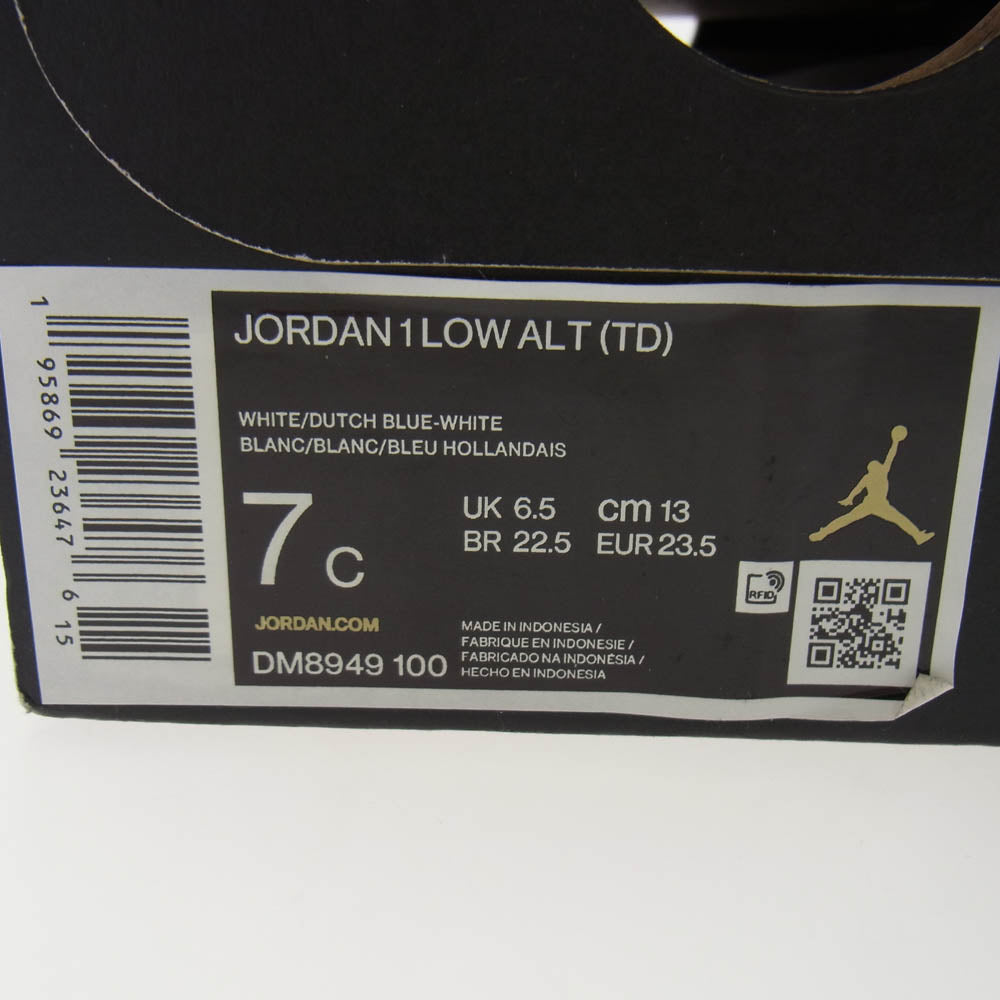 JORDAN 1 LOW ALT (TD)
WHITE/DUTCH BLUE-WHITE
BLANC/BLANC/BLEU HOLLANDAIS
7 C
UK 6.5 cm 13
BR 22.5 EUR 23.5
JORDAN.COM
DM8949 100
MADE IN INDONESIA /
FABRIQUE EN INDONESIE /
FABRICADO NA INDONÉSIA /
HECHO EN INDONESIA
RFID
1 95869 23647 6 15